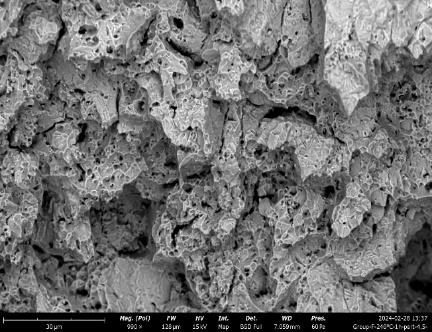 Mag. (Pol) FW HV Int. Det. WD Pres. 2024-02-28 13:37
30 µm 990 × 128 µm 15 kV Map BSD Full 7.059 mm 60 Pa